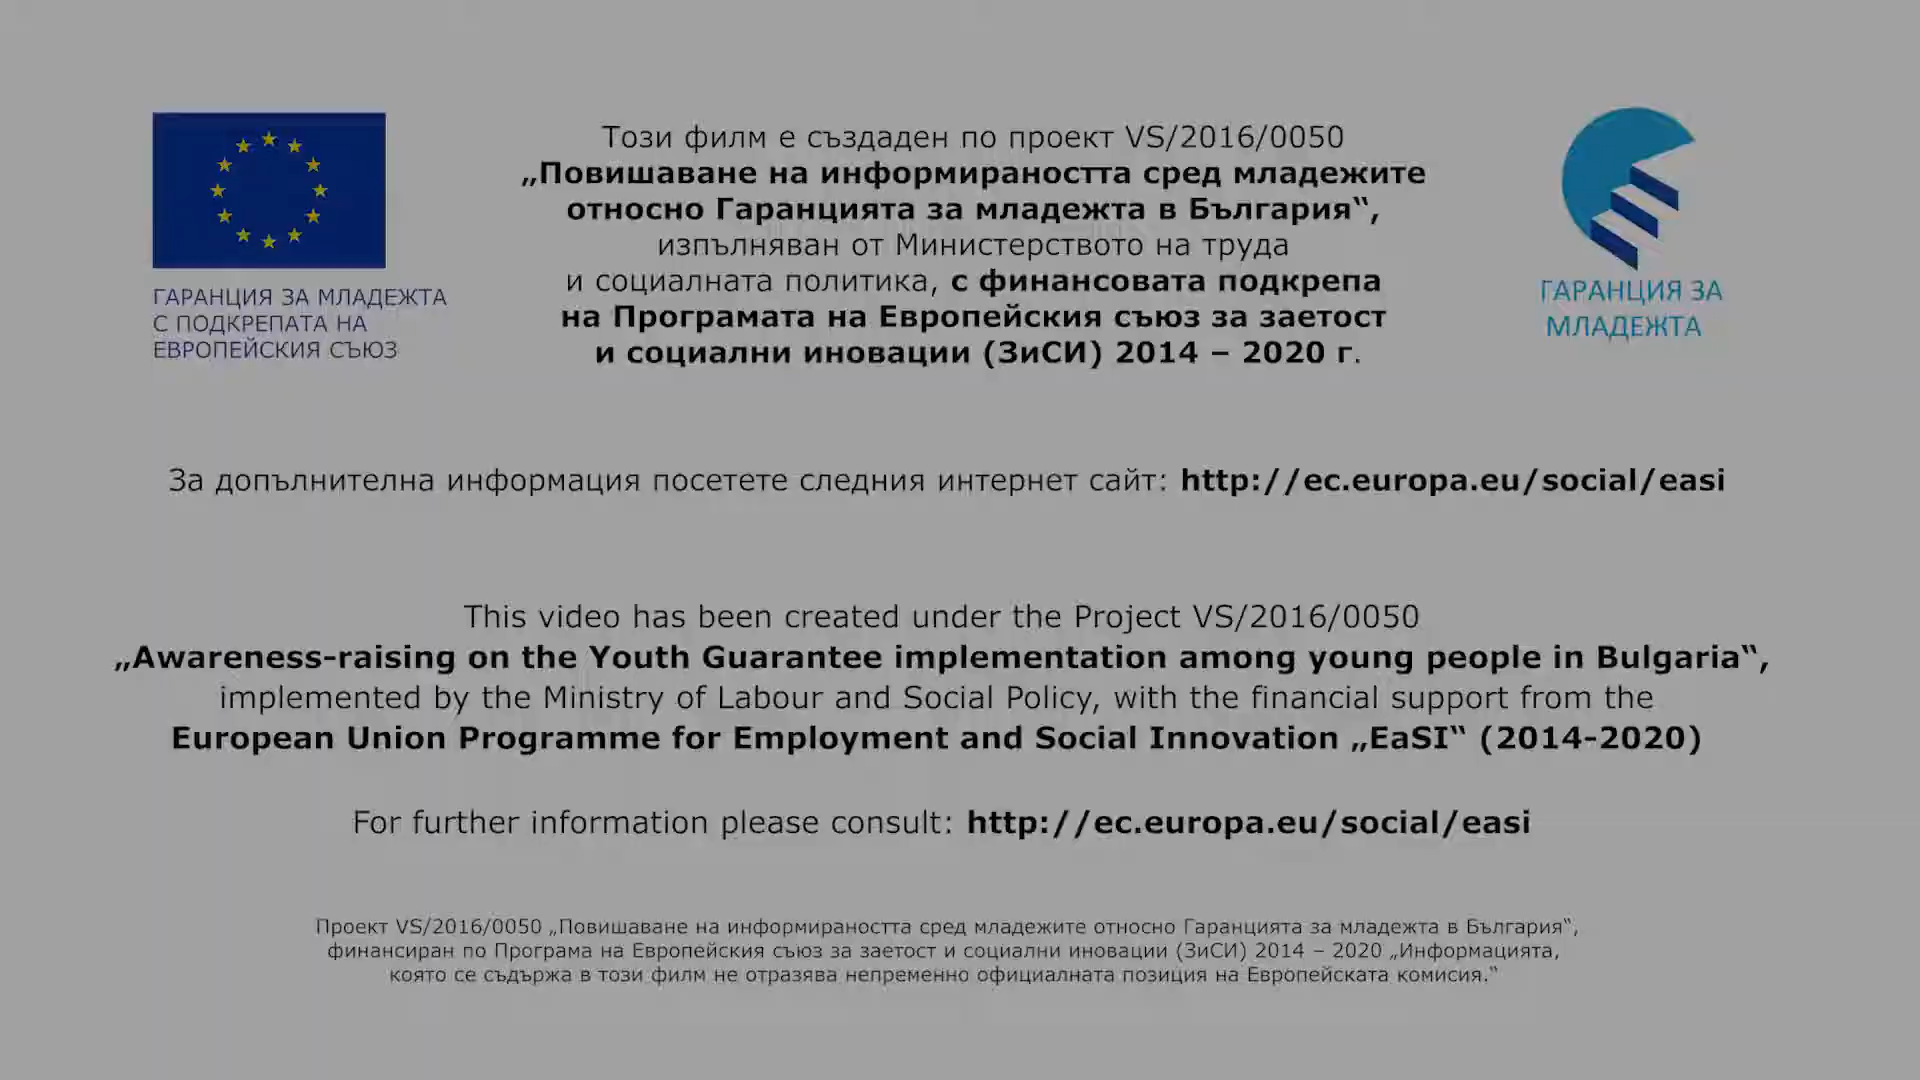 ГАРАНЦИЯ ЗА МЛАДЕЖТА
С ПОДКРЕПАТА НА
ЕВРОПЕЙСКИЯ СЪЮЗ
Този филм е създаден по проект VS/2016/0050
„Повишаване на информираността сред младежите
относно Гаранцията за младежта в България“,
изпълняван от Министерството на труда
и социалната политика, с финансовата подкрепа
на Програмата на Европейския съюз за заетост
и социални иновации (ЗиСИ) 2014 – 2020 г.
ГАРАНЦИЯ ЗА
МЛАДЕЖТА
За допълнителна информация посетете следния интернет сайт: http://ec.europa.eu/social/easi
This video has been created under the Project VS/2016/0050
„Awareness-raising on the Youth Guarantee implementation among young people in Bulgaria“,
implemented by the Ministry of Labour and Social Policy, with the financial support from the
European Union Programme for Employment and Social Innovation „EaSI“ (2014-2020)
For further information please consult: http://ec.europa.eu/social/easi
Проект VS/2016/0050 „Повишаване на информираността сред младежите относно Гаранцията за младежта в България“,
финансиран по Програма на Европейския съюз за заетост и социални иновации (ЗиСИ) 2014 – 2020 „Информацията,
която се съдържа в този филм не отразява непременно официалната позиция на Европейската комисия.“